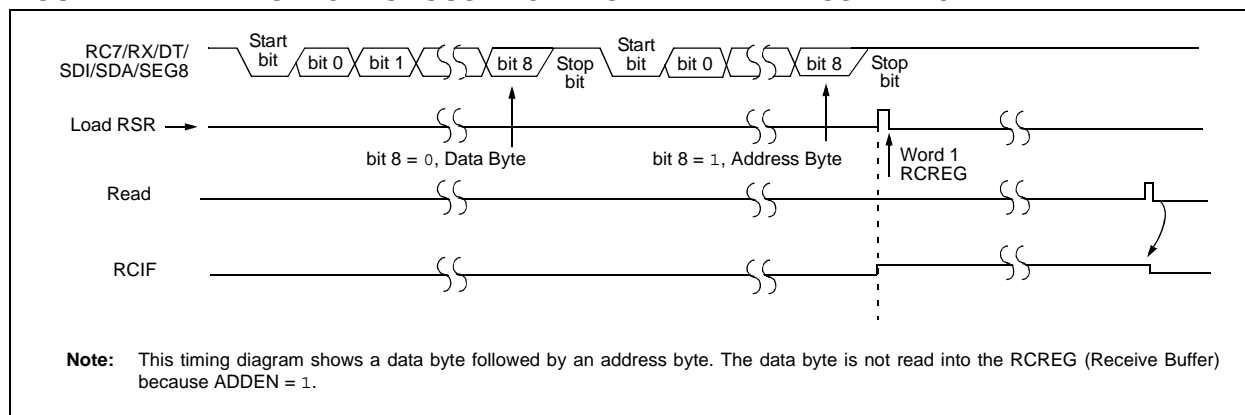 RC7/RX/DT/
SDI/SDA/SEG8
Start
bit
bit 0
bit 1
bit 8
Stop
bit
Start
bit
bit 0
bit 8
Stop
bit
Load RSR
bit 8 = 0, Data Byte
bit 8 = 1, Address Byte
Word 1
RCREG
Read
RCIF
Note: This timing diagram shows a data byte followed by an address byte. The data byte is not read into the RCREG (Receive Buffer)
because ADDEN = 1.